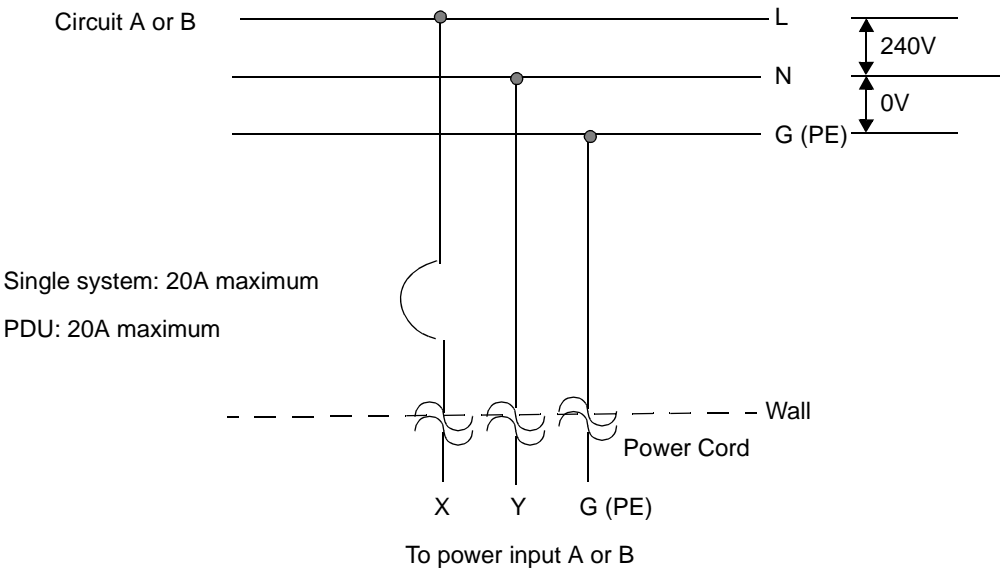 Circuit A or B
L
240V
N
0V
G (PE)
Single system: 20A maximum
PDU: 20A maximum
Wall
Power Cord
X Y G (PE)
To power input A or B